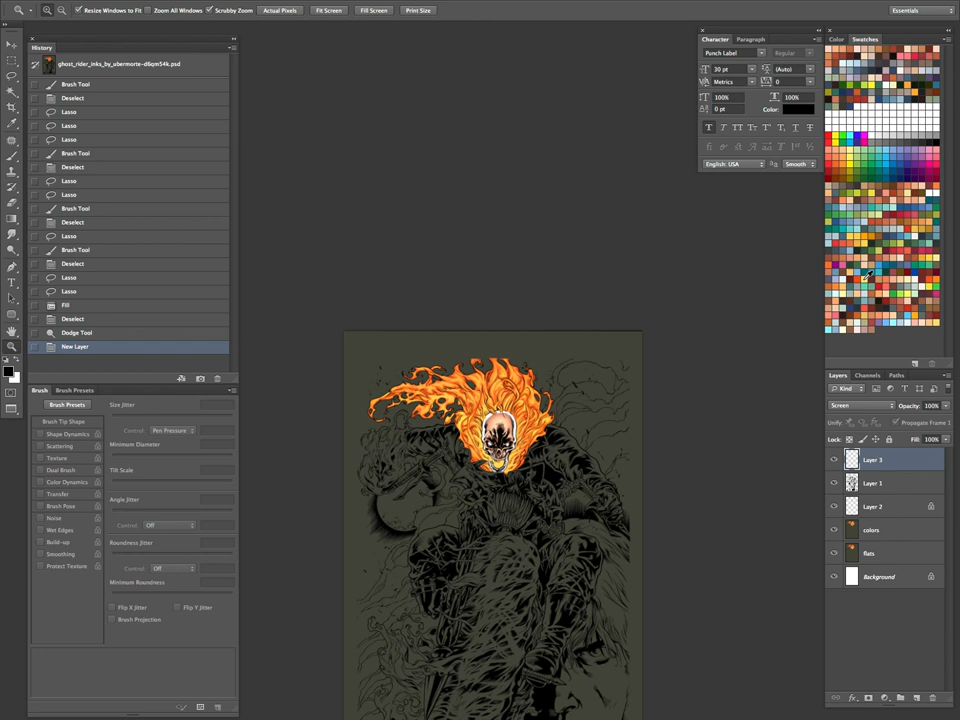 Resize Windows to Fit Zoom All Windows Scrubby Zoom Actual Pixels Fit Screen Fill Screen Print Size Essentials
History
ghost_rider_inks_by_ubermorte-d6qm54k.psd
Brush Tool
Deselect
Lasso
Lasso
Lasso
Brush Tool
Deselect
Lasso
Lasso
Brush Tool
Deselect
Lasso
Brush Tool
Deselect
Lasso
Lasso
Fill
Deselect
Dodge Tool
New Layer
Brush Brush Presets
Brush Presets
Brush Tip Shape
Shape Dynamics
Scattering
Texture
Dual Brush
Color Dynamics
Transfer
Brush Pose
Noise
Wet Edges
Build-up
Smoothing
Protect Texture
Size Jitter
Control: Pen Pressure
Minimum Diameter
Tilt Scale
Angle Jitter
Control: Off
Roundness Jitter
Control: Off
Minimum Roundness
Flip X Jitter Flip Y Jitter
Brush Projection
Character Paragraph
Punch Label Regular
30 pt (Auto)
Metrics 0
100% 100%
0 pt Color:
English: USA Smooth
Color Swatches
Layers Channels Paths
Kind
Screen Opacity: 100%
Unify: Propagate Frame 1
Lock: Fill: 100%
Layer 3
Layer 1
Layer 2
colors
flats
Background